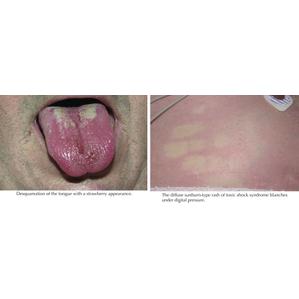 Desquamation of the tongue with a strawberry appearance.
The diffuse sunburn-type rash of toxic shock syndrome blanches
under digital pressure.